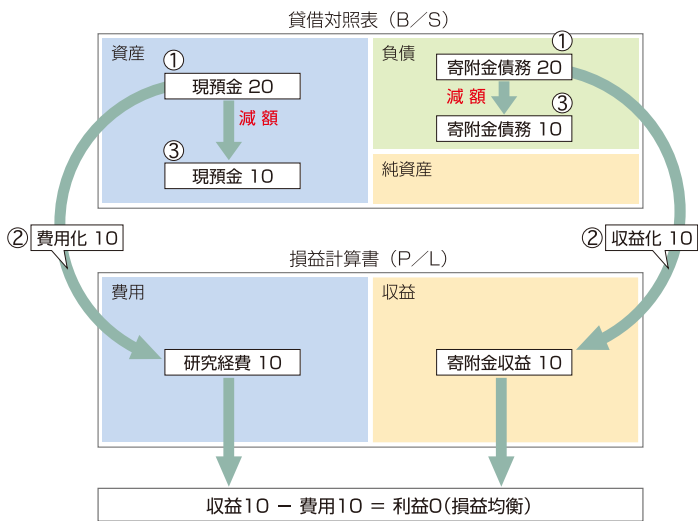 貸借対照表（B／S）
資産
①
現預金 20
減 額
③
現預金 10
負債
①
寄附金債務 20
減 額
③
寄附金債務 10
純資産
② 費用化 10
② 収益化 10
損益計算書（P／L）
費用
研究経費 10
収益
寄附金収益 10
収益10 － 費用10 ＝ 利益0(損益均衡)